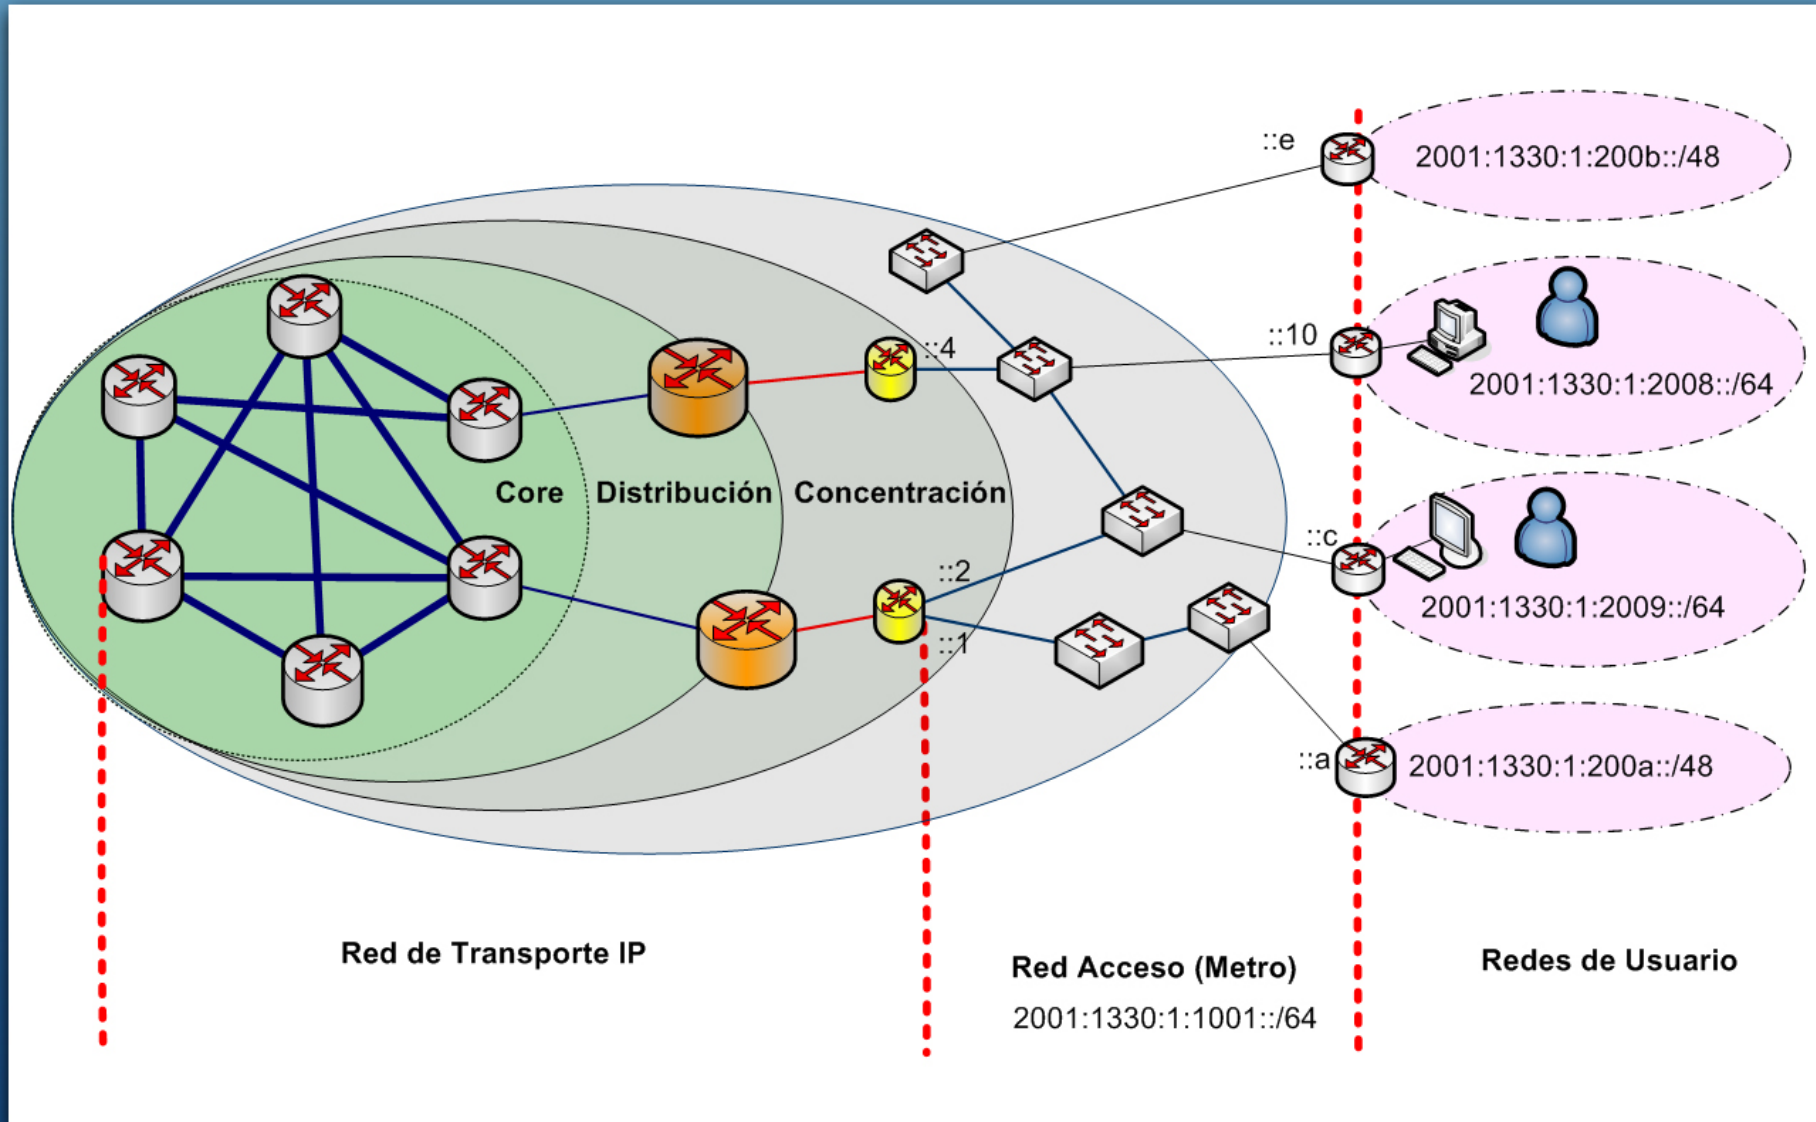 ::e
2001:1330:1:200b::/48
::10
::4
2001:1330:1:2008::/64
Core
Distribución
Concentración
::c
::2
2001:1330:1:2009::/64
::1
::a
2001:1330:1:200a::/48
Red de Transporte IP
Red Acceso (Metro)
Redes de Usuario
2001:1330:1:1001::/64